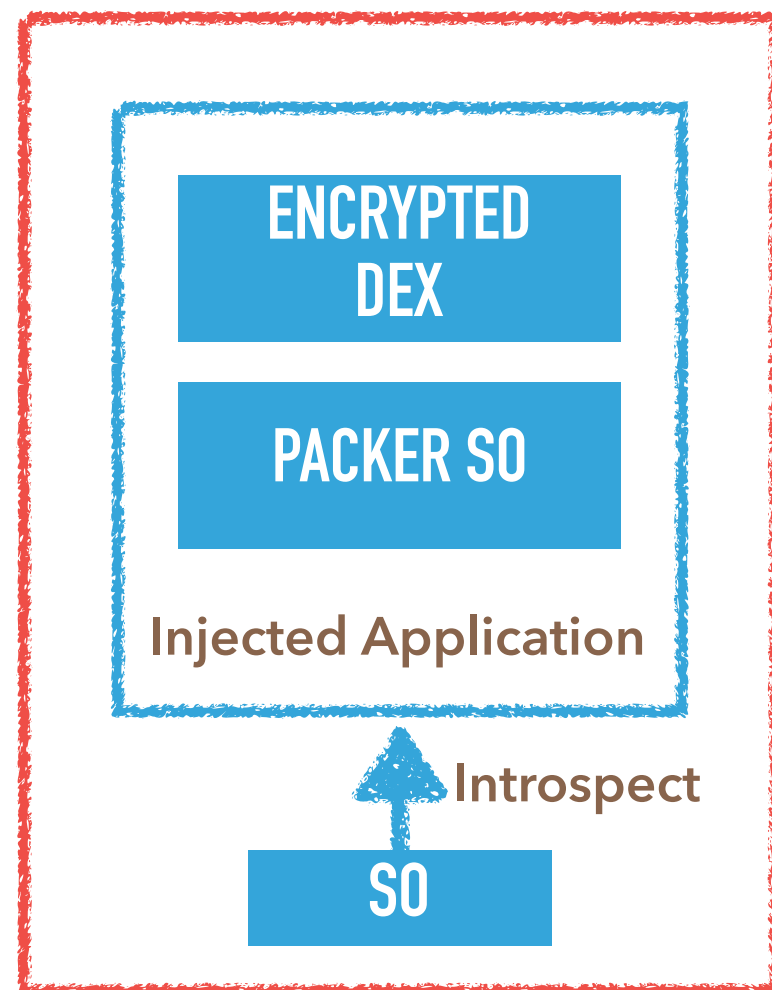 ENCRYPTED
DEX
PACKER SO
Injected Application
Introspect
SO